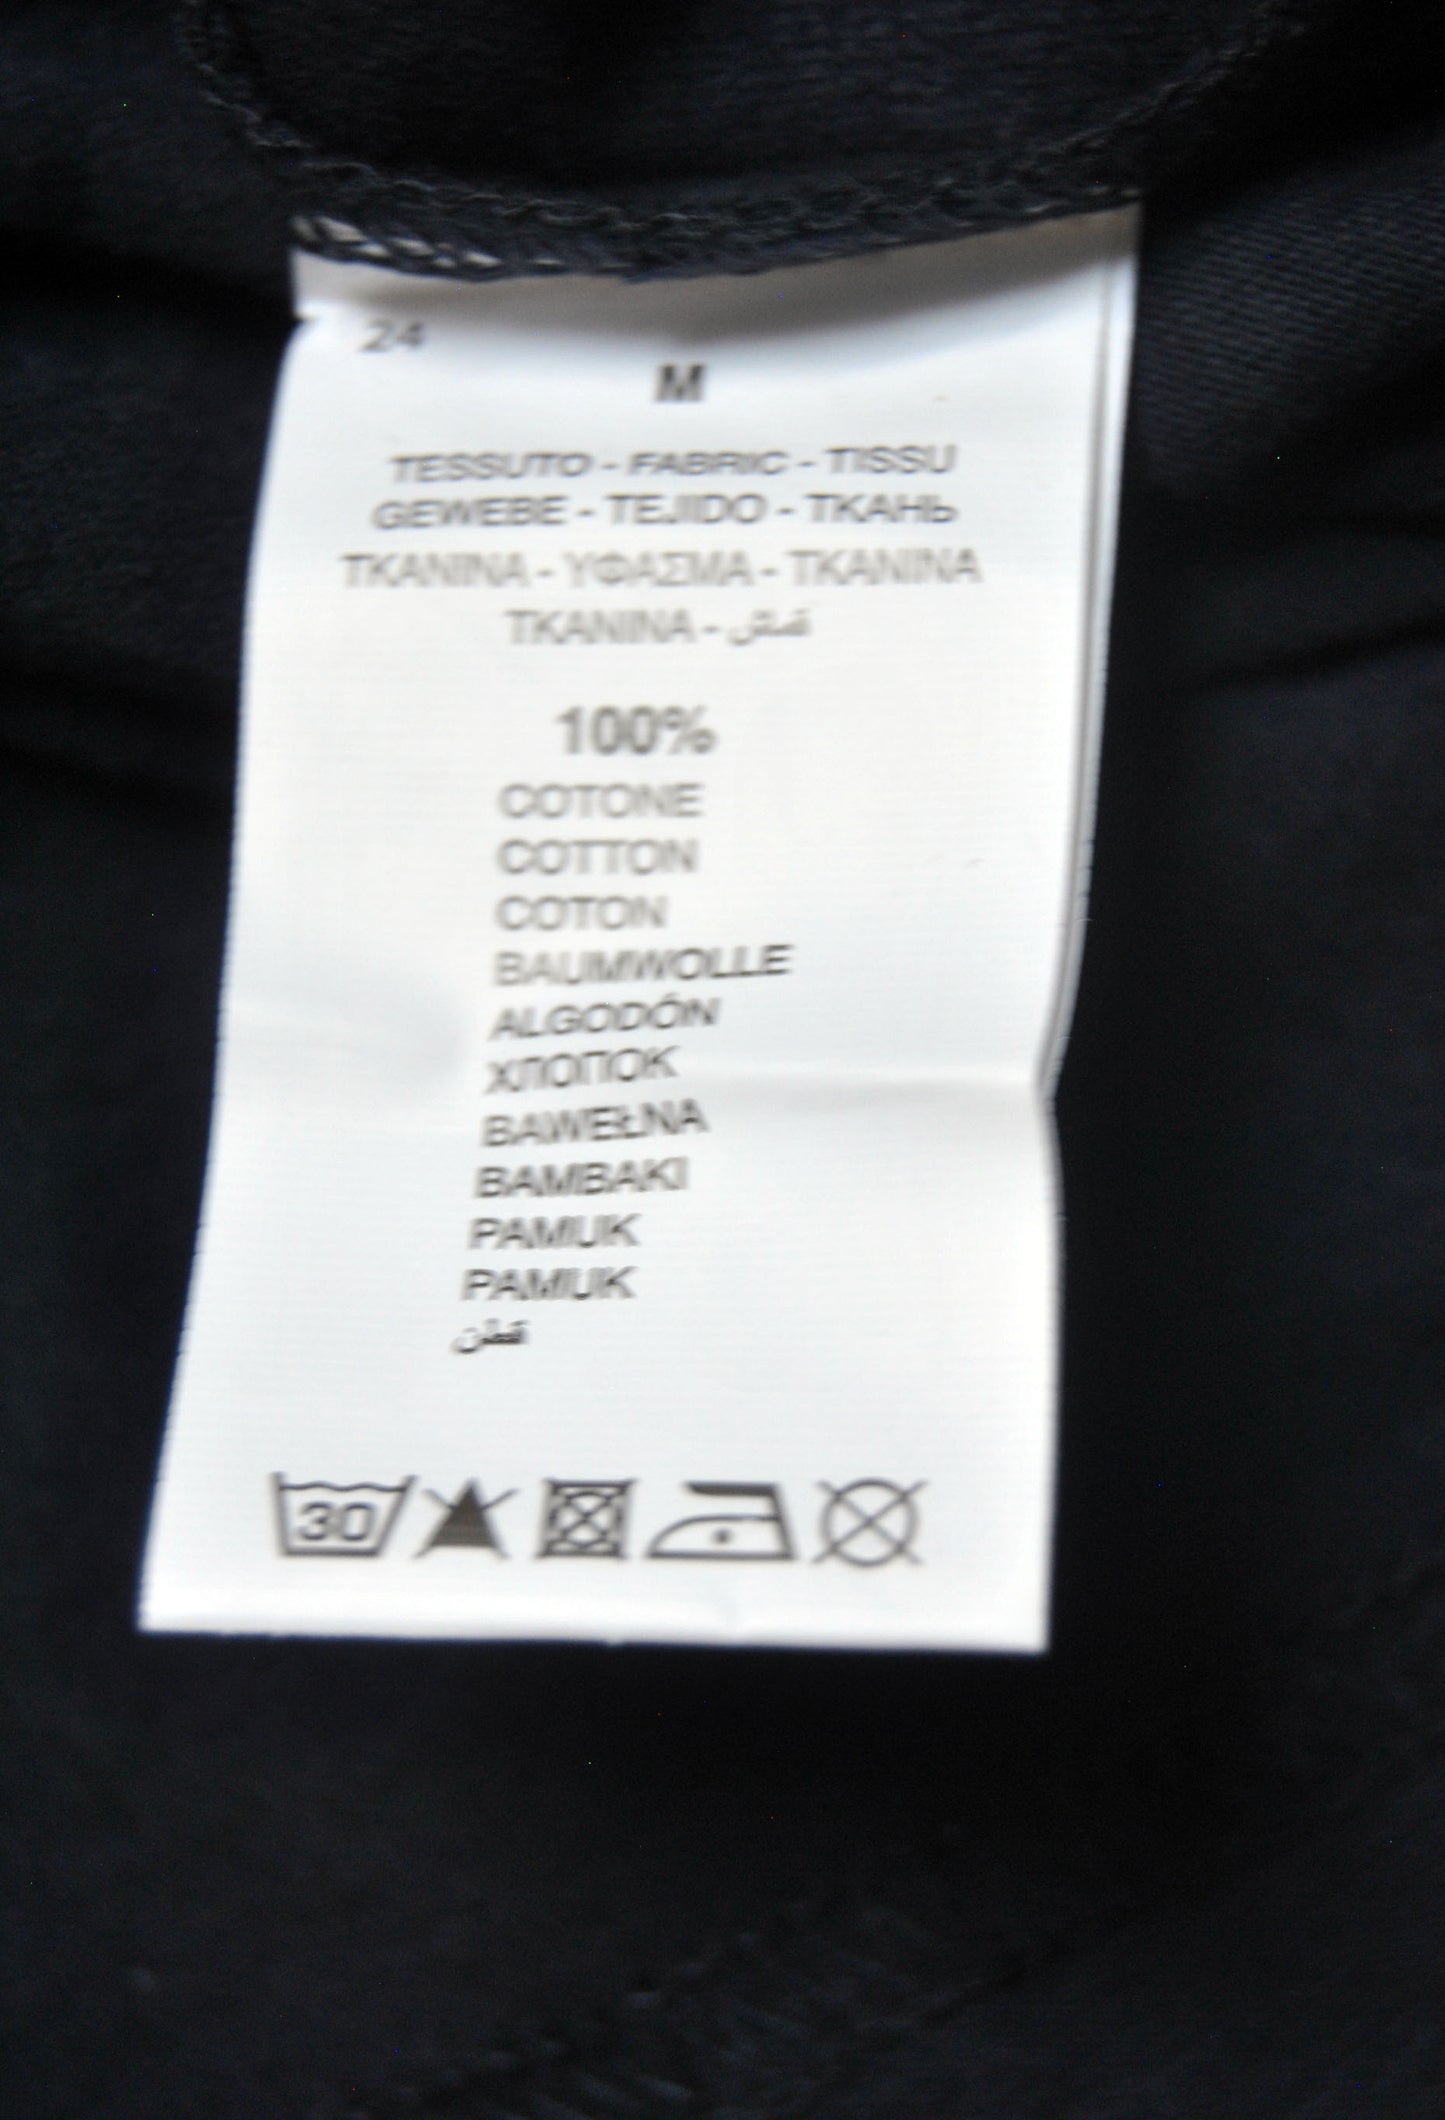 24
M
TESSUTO - FABRIC - TISSU
GEWEBE - TEJIDO - ТКАНЬ
TKANINA - ΥΦΑΣΜΑ - TKANINA
TKANINA - قماش
100%
COTONE
COTTON
COTON
BAUMWOLLE
ALGODÓN
ХЛОПОК
BAWEŁNA
BAMBAKI
PAMUK
PAMUK
قطن
30